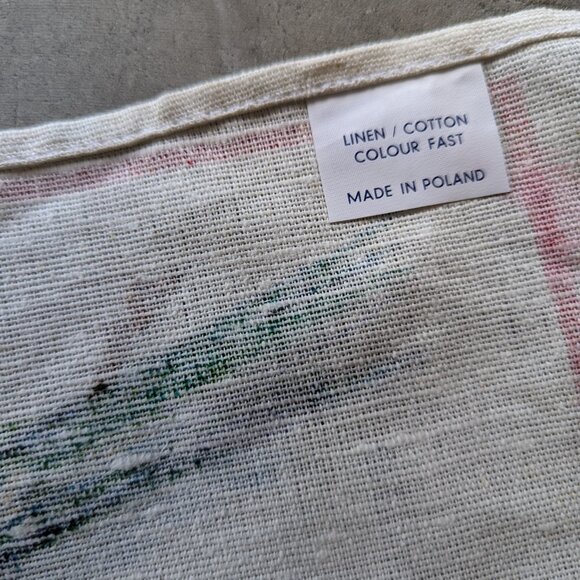 LINEN / COTTON
COLOUR FAST
MADE IN POLAND